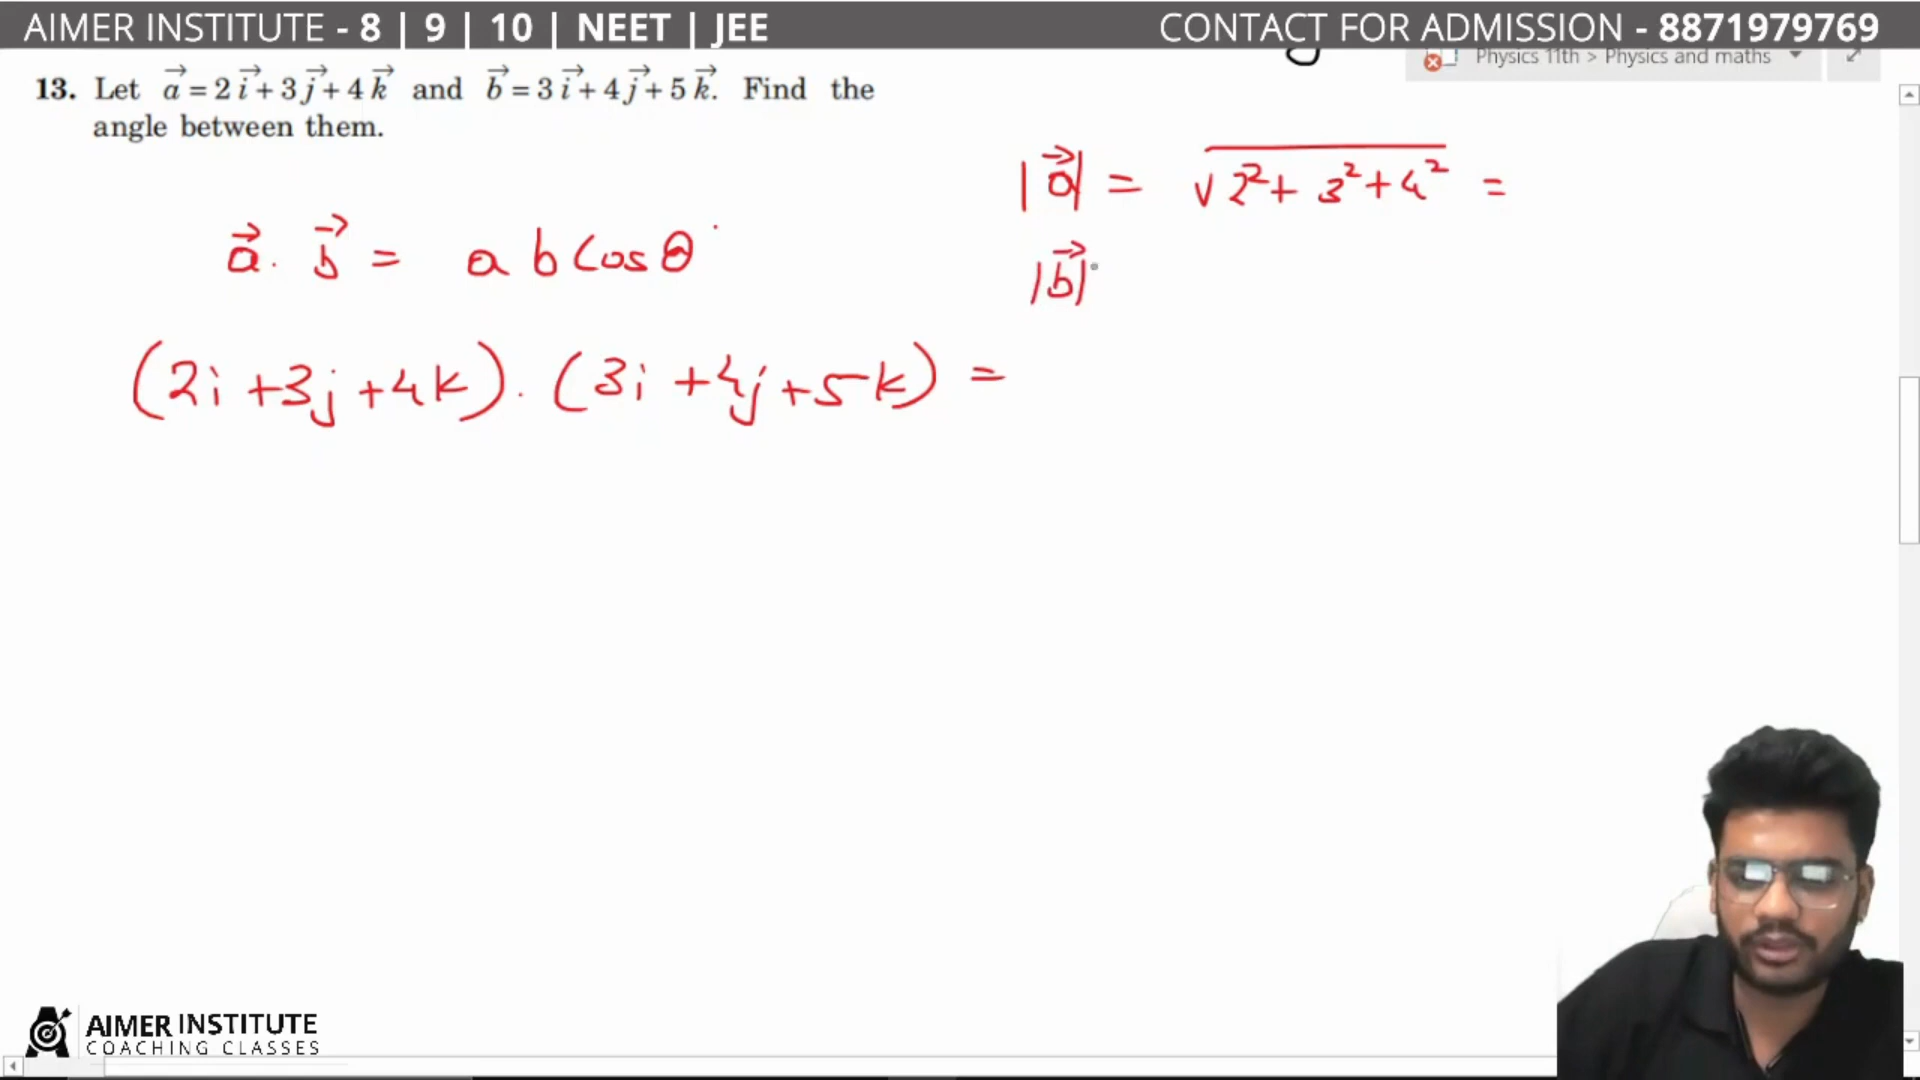 AIMER INSTITUTE - 8 | 9 | 10 | NEET | JEE
CONTACT FOR ADMISSION - 8871979769
Physics 11th > Physics and maths
13. Let a⃗ = 2 i⃗ + 3 j⃗ + 4 k⃗ and b⃗ = 3 i⃗ + 4 j⃗ + 5 k⃗. Find the
angle between them.
|a⃗| = √2² + 3² + 4² =
a⃗ . b⃗ = a b Cos θ
|b⃗|
(2i + 3j + 4k) . (3i + 4j + 5k) =
AIMER INSTITUTE
COACHING CLASSES